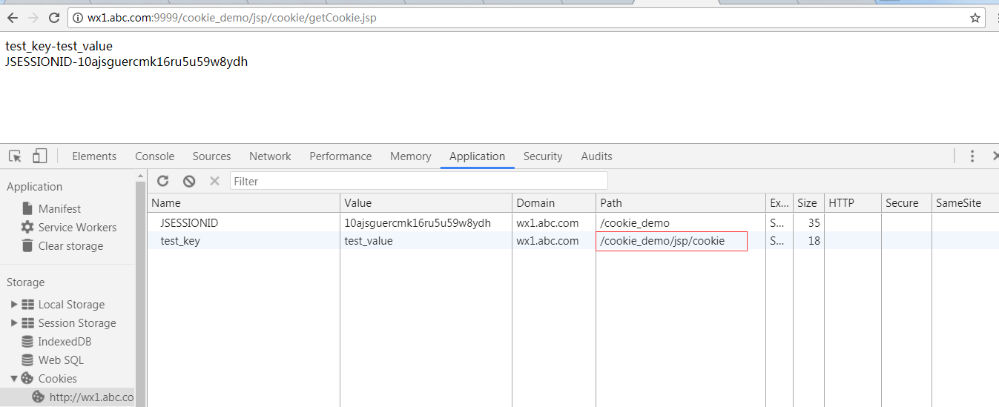 wx1.abc.com:9999/cookie_demo/jsp/cookie/getCookie.jsp
test_key-test_value
JSESSIONID-10ajsguercmk16ru5u59w8ydh
Elements Console Sources Network Performance Memory Application Security Audits
Application
Manifest
Service Workers
Clear storage
Storage
Local Storage
Session Storage
IndexedDB
Web SQL
Cookies
http://wx1.abc.co
Filter
Name Value Domain Path Ex... Size HTTP Secure SameSite
JSESSIONID 10ajsguercmk16ru5u59w8ydh wx1.abc.com /cookie_demo S... 35
test_key test_value wx1.abc.com /cookie_demo/jsp/cookie S... 18